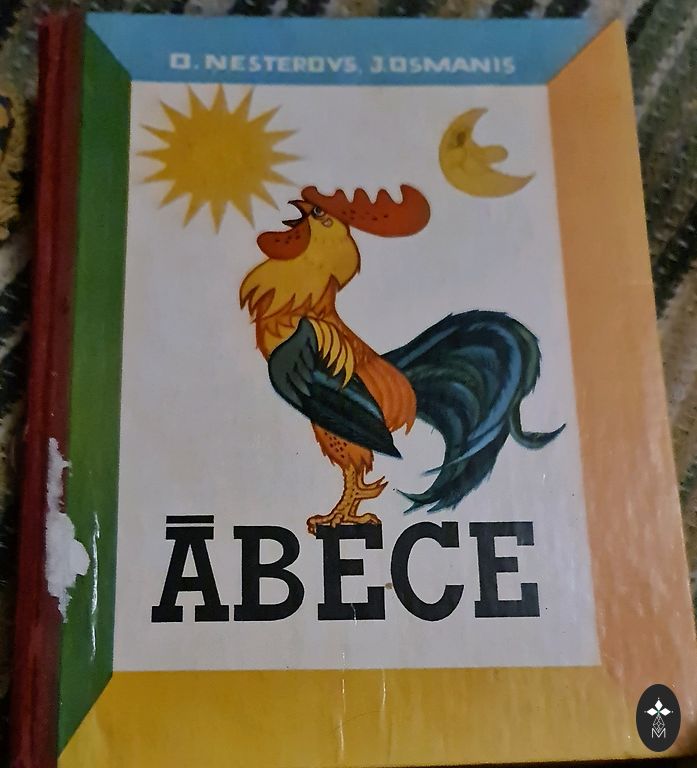 O. NESTEROVS, J. OSMANIS
ĀBECE